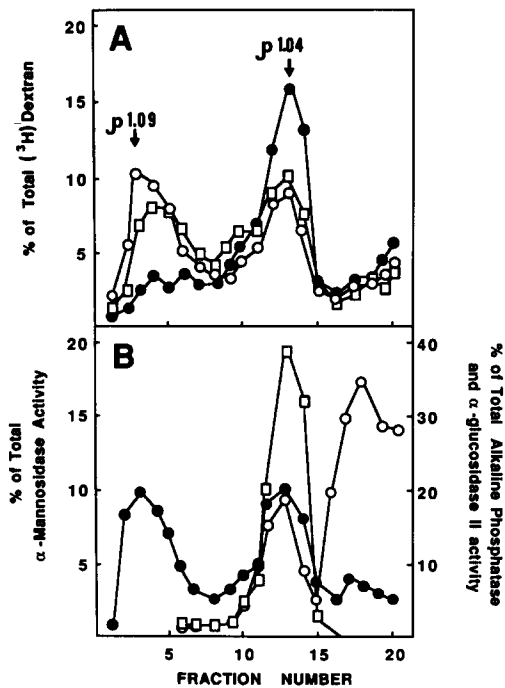 A
20
15
10
5
% of Total (³H) Dextran
ρ 1.09
ρ 1.04
B
20
15
10
5
% of Total
α-Mannosidase Activity
40
30
20
10
% of Total Alkaline Phosphatase
and α-glucosidase II activity
5
10
15
20
FRACTION NUMBER